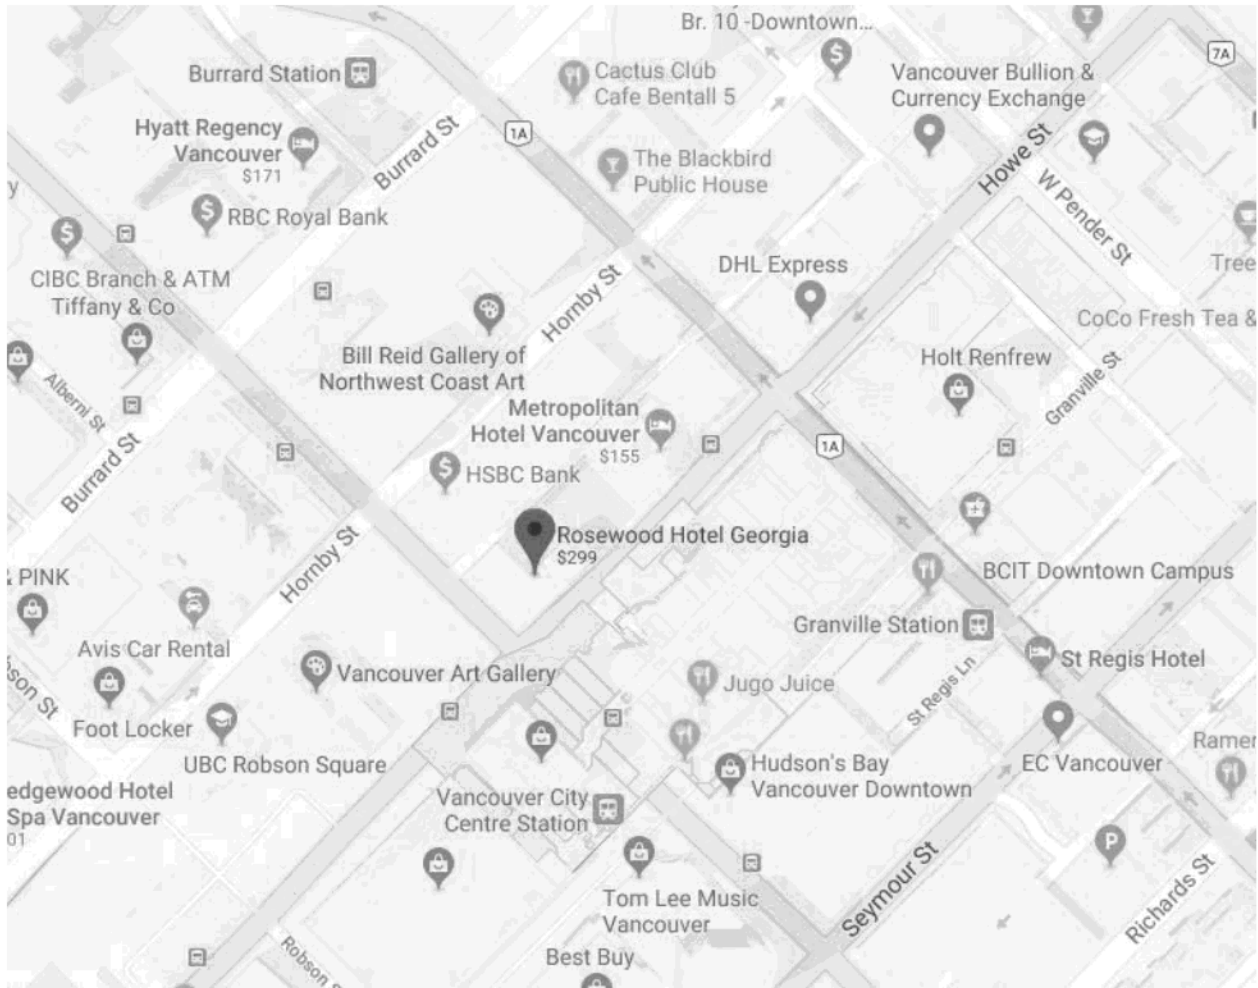 Br. 10 -Downtown…
7A
Burrard Station
Cactus Club
Cafe Bentall 5
Vancouver Bullion &
Currency Exchange
Hyatt Regency
Vancouver
$171
1A
Burrard St
Howe St
The Blackbird
Public House
W Pender St
RBC Royal Bank
CIBC Branch & ATM
Tiffany & Co
Hornby St
DHL Express
Tree
CoCo Fresh Tea &
Bill Reid Gallery of
Northwest Coast Art
Holt Renfrew
Granville St
Alberni St
Metropolitan
Hotel Vancouver
$155
1A
Burrard St
HSBC Bank
Rosewood Hotel Georgia
$299
Hornby St
& PINK
BCIT Downtown Campus
Granville Station
Avis Car Rental
St Regis Hotel
Vancouver Art Gallery
Jugo Juice
St Regis Ln
son St
Foot Locker
UBC Robson Square
Hudson's Bay
Vancouver Downtown
EC Vancouver
Ramen
edgewood Hotel
Spa Vancouver
01
Vancouver City
Centre Station
P
Seymour St
Richards St
Tom Lee Music
Vancouver
Robson S
Best Buy